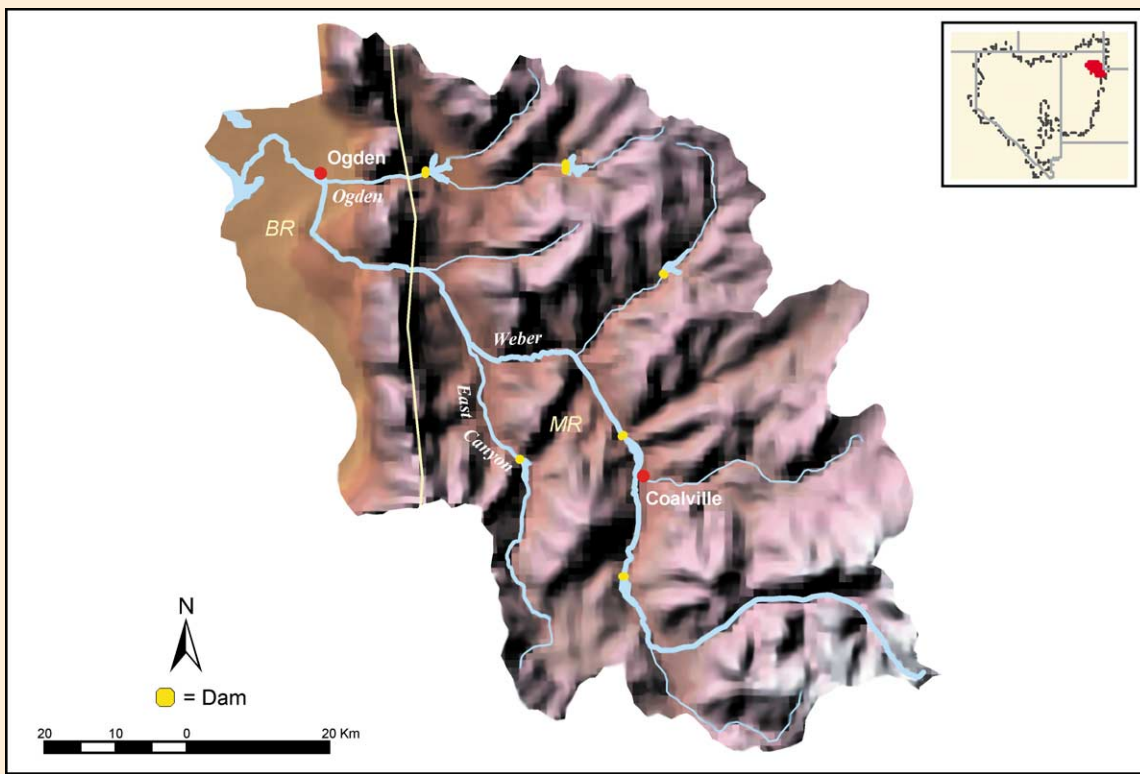 Ogden
Ogden
BR
Weber
East
Canyon
MR
Coalville
N
= Dam
20 10 0 20 Km